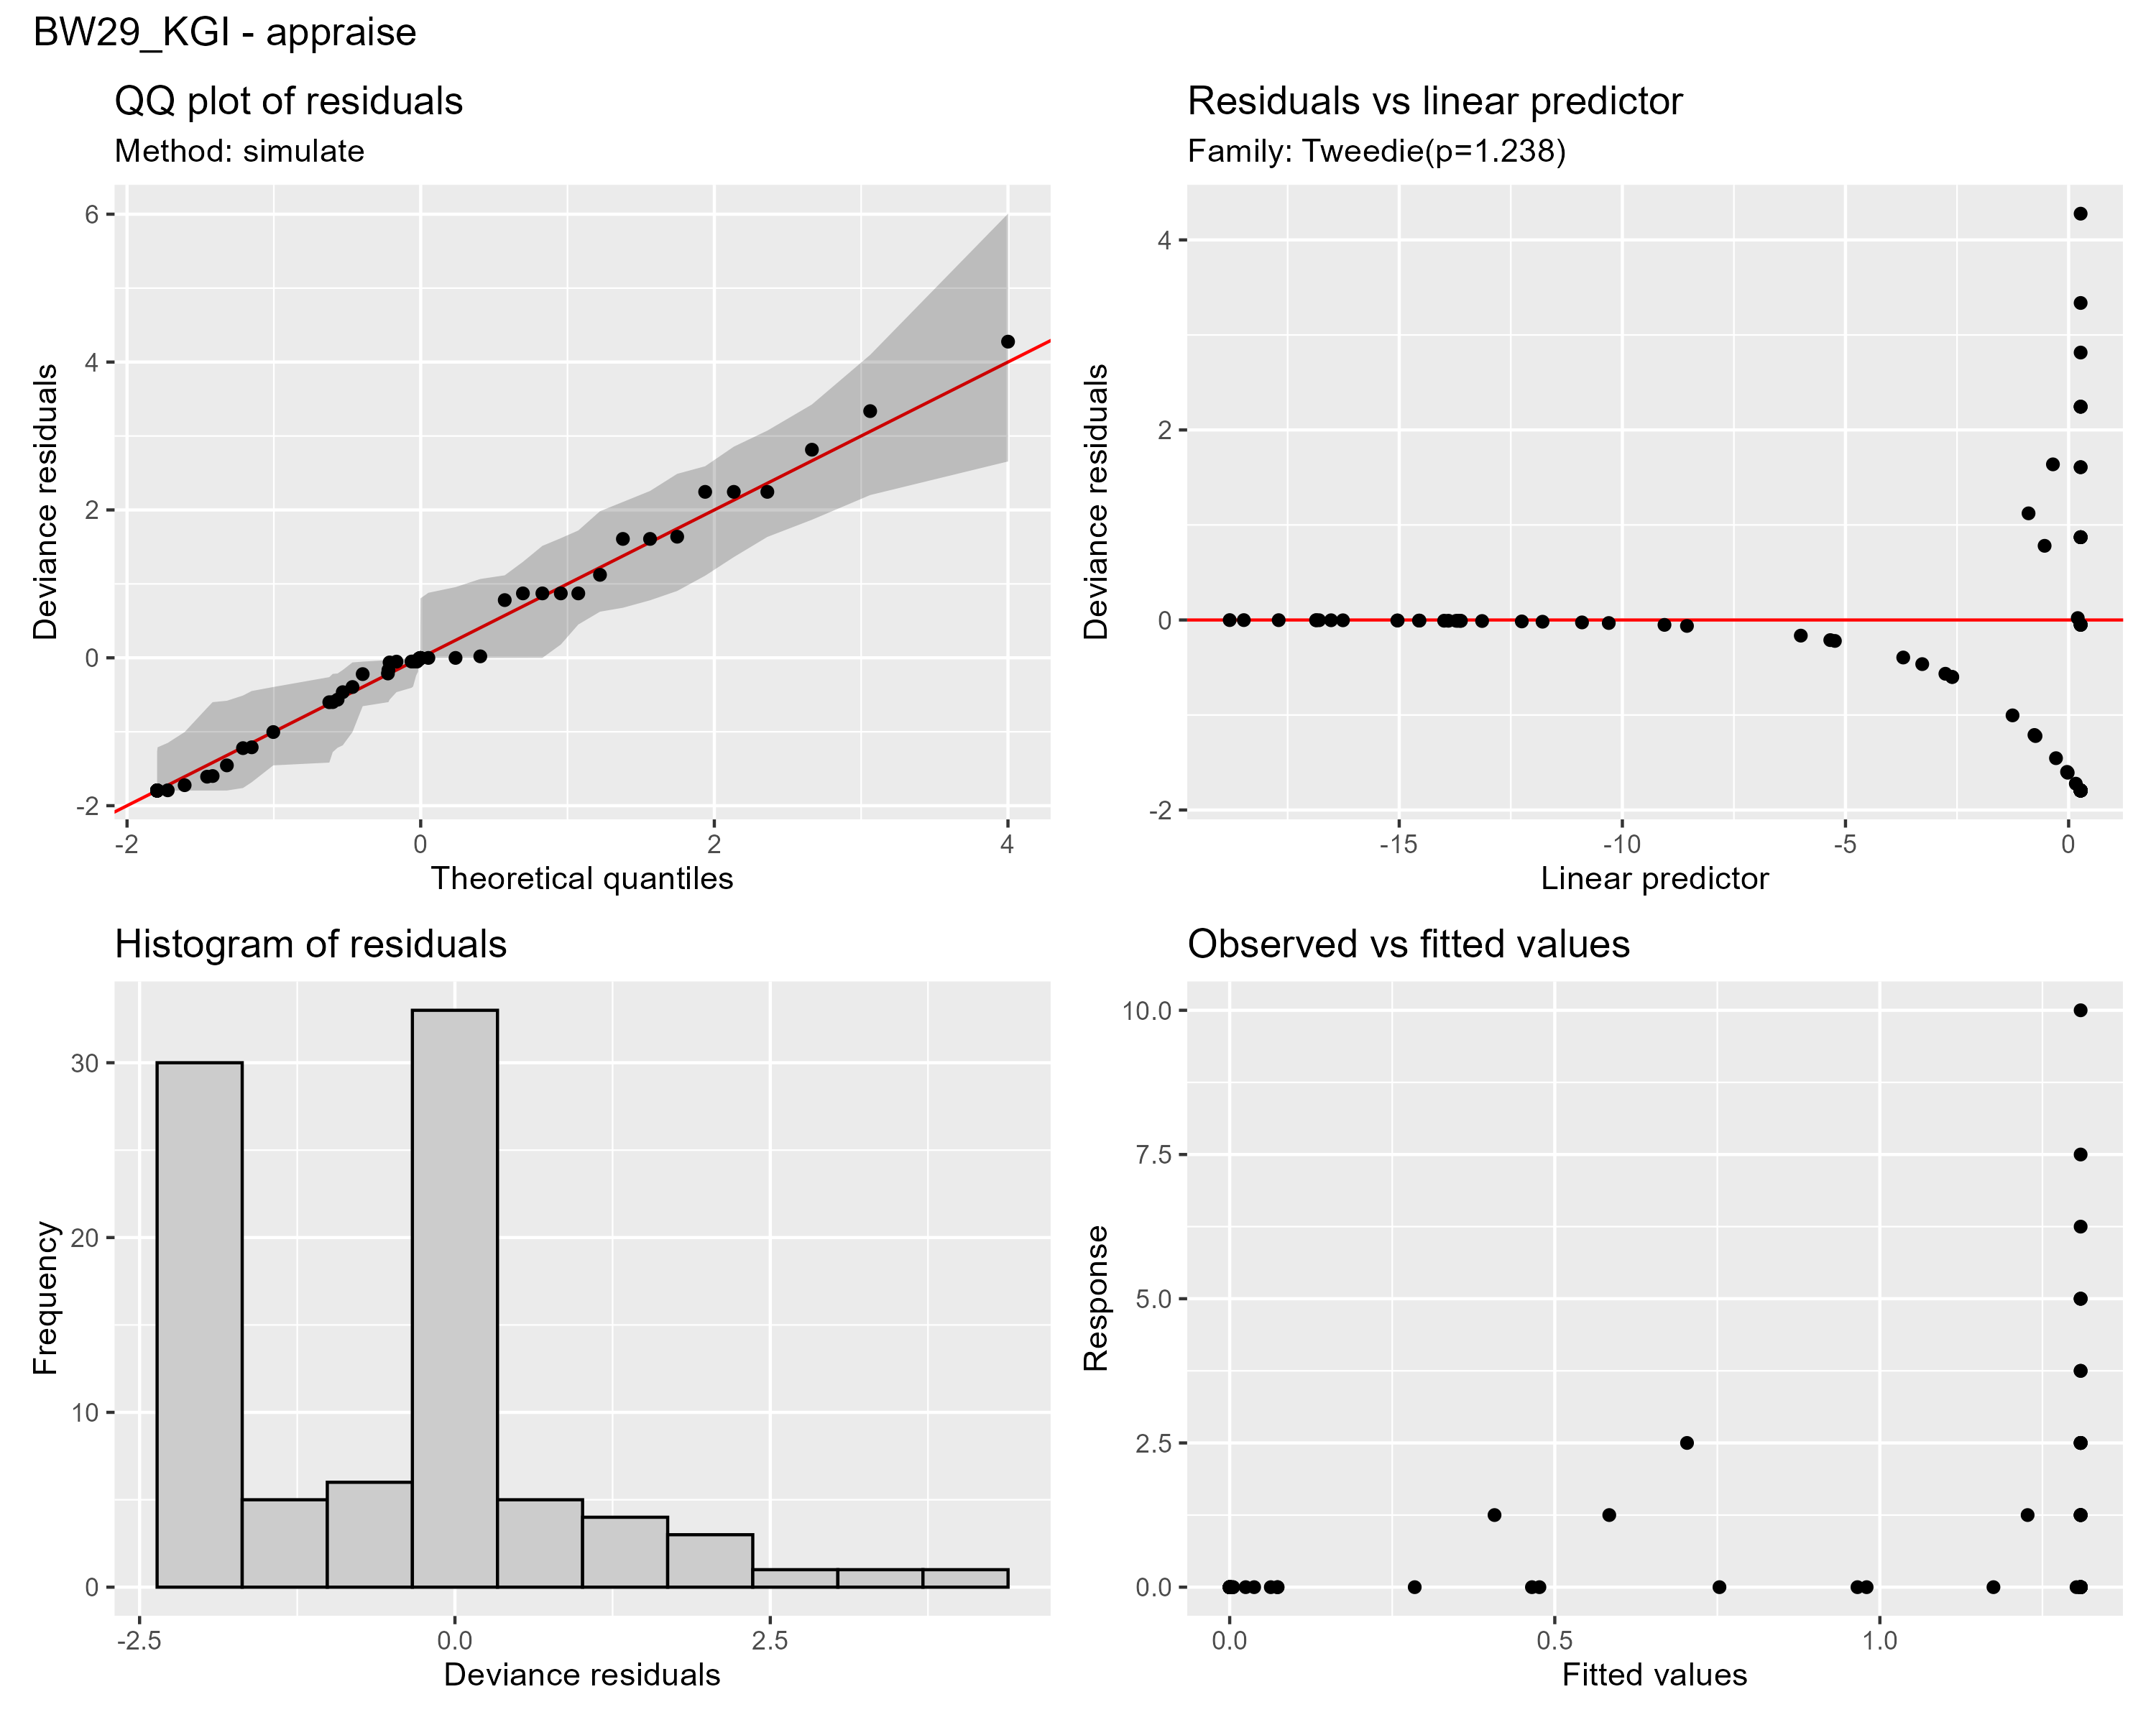 BW29_KGI - appraise
QQ plot of residuals
Method: simulate
6
4
2
0
-2
-2
0
2
4
Deviance residuals
Theoretical quantiles
Residuals vs linear predictor
Family: Tweedie(p=1.238)
4
2
0
-2
-15
-10
-5
0
Deviance residuals
Linear predictor
Histogram of residuals
30
20
10
0
-2.5
0.0
2.5
Frequency
Deviance residuals
Observed vs fitted values
10.0
7.5
5.0
2.5
0.0
0.0
0.5
1.0
Response
Fitted values